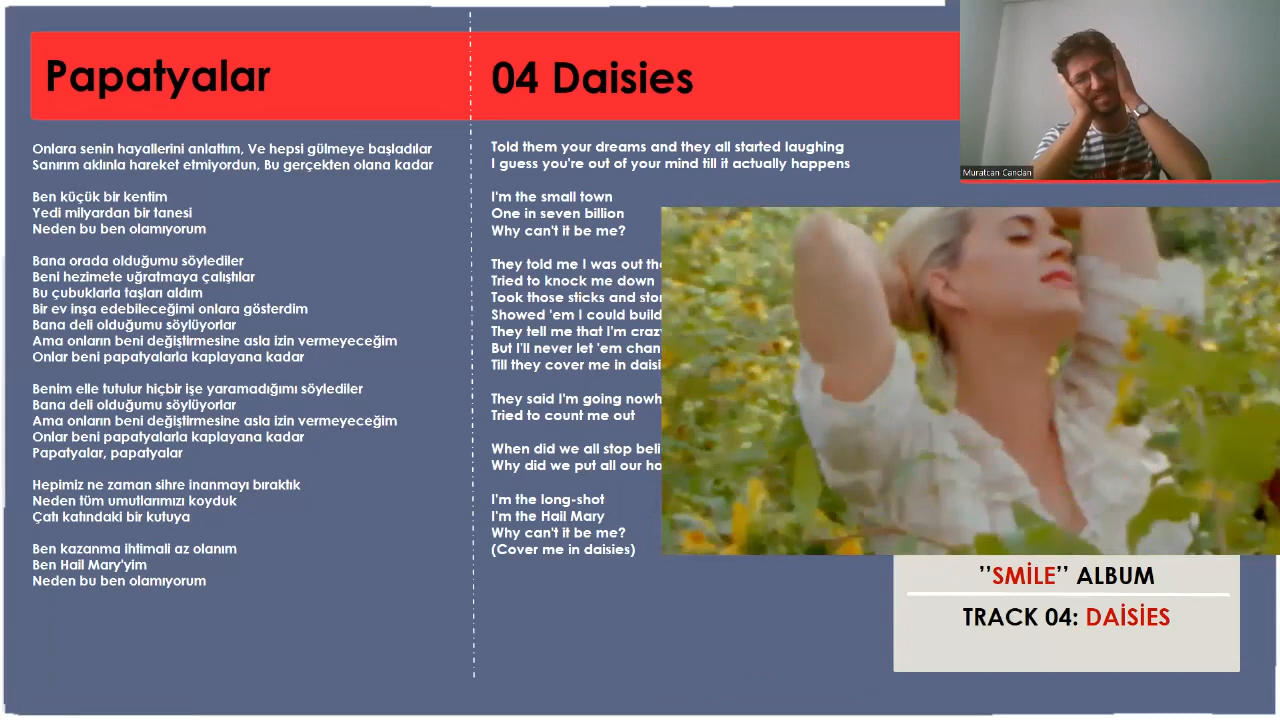 Papatyalar
Onlara senin hayallerini anlattım, Ve hepsi gülmeye başladılar
Sanırım aklınla hareket etmiyordun, Bu gerçekten olana kadar
Ben küçük bir kentim
Yedi milyardan bir tanesi
Neden bu ben olamıyorum
Bana orada olduğumu söylediler
Beni hezimete uğratmaya çalıştılar
Bu çubuklarla taşları aldım
Bir ev inşa edebileceğimi onlara gösterdim
Bana deli olduğumu söylüyorlar
Ama onların beni değiştirmesine asla izin vermeyeceğim
Onlar beni papatyalarla kaplayana kadar
Benim elle tutulur hiçbir işe yaramadığımı söylediler
Bana deli olduğumu söylüyorlar
Ama onların beni değiştirmesine asla izin vermeyeceğim
Onlar beni papatyalarla kaplayana kadar
Papatyalar, papatyalar
Hepimiz ne zaman sihre inanmayı bıraktık
Neden tüm umutlarımızı koyduk
Çatı katındaki bir kutuya
Ben kazanma ihtimali az olanım
Ben Hail Mary'yim
Neden bu ben olamıyorum
04 Daisies
Told them your dreams and they all started laughing
I guess you're out of your mind till it actually happens
I'm the small town
One in seven billion
Why can't it be me?
They told me I was out
Tried to knock me down
Took those sticks and
Showed 'em I could build
They tell me that I'm
But I'll never let 'em
Till they cover me in
They said I'm going
Tried to count me out
When did we all stop
Why did we put all our
I'm the long-shot
I'm the Hail Mary
Why can't it be me?
(Cover me in daisies)
Muratcan Candan
’’SMİLE’’ ALBUM
TRACK 04: DAİSİES